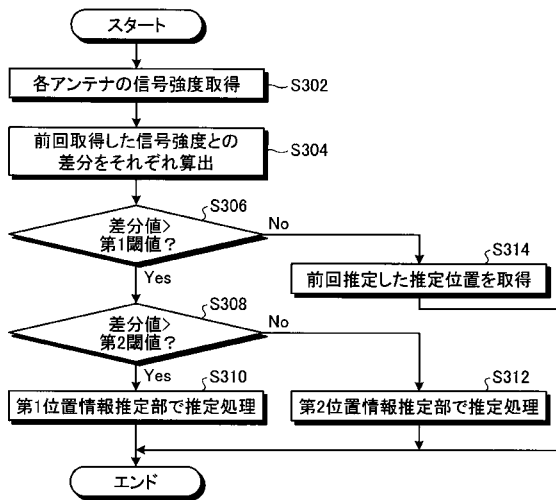 スタート
各アンテナの信号強度取得
S302
前回取得した信号強度との
差分をそれぞれ算出
S304
差分値>
第1閾値?
S306
No
Yes
S314
前回推定した推定位置を取得
差分値>
第2閾値?
S308
No
Yes
S310
第1位置情報推定部で推定処理
S312
第2位置情報推定部で推定処理
エンド